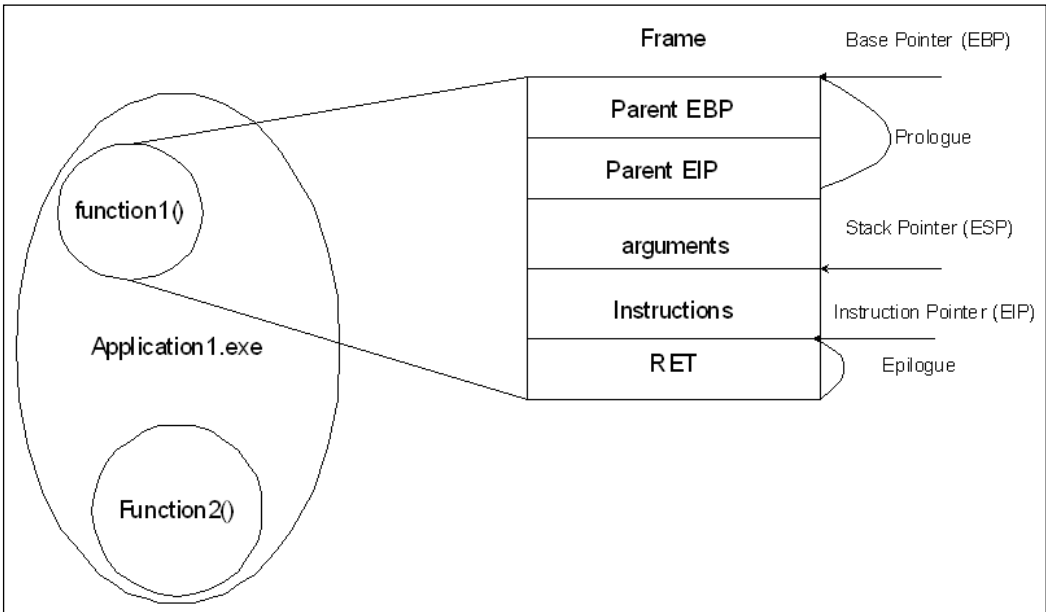 Frame
Base Pointer (EBP)
Parent EBP
Prologue
Parent EIP
function1()
Stack Pointer (ESP)
arguments
Instructions
Instruction Pointer (EIP)
Application1.exe
RET
Epilogue
Function2()